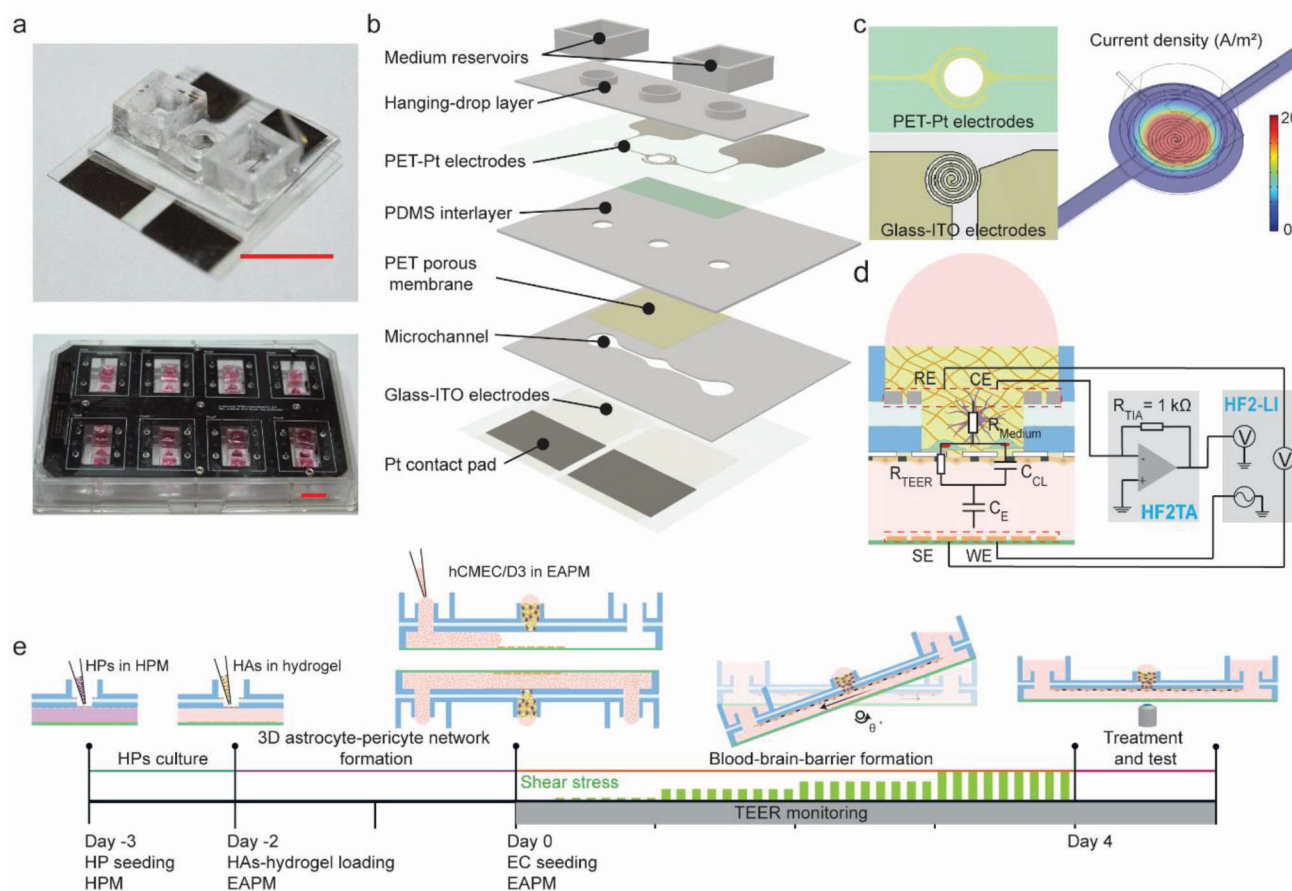 a
b
Medium reservoirs
Hanging-drop layer
PET-Pt electrodes
PDMS interlayer
PET porous
membrane
Microchannel
Glass-ITO electrodes
Pt contact pad
c
PET-Pt electrodes
Glass-ITO electrodes
Current density (A/m²)
20
0
d
RE
CE
R_Medium
R_TEER
C_CL
C_E
SE
WE
R_TIA = 1 kΩ
HF2TA
HF2-LI
V
V
e
HPs in HPM
HAs in hydrogel
hCMEC/D3 in EAPM
θ°
HPs culture
3D astrocyte-pericyte network
formation
Blood-brain-barrier formation
Treatment
and test
Shear stress
TEER monitoring
Day -3
HP seeding
HPM
Day -2
HAs-hydrogel loading
EAPM
Day 0
EC seeding
EAPM
Day 4